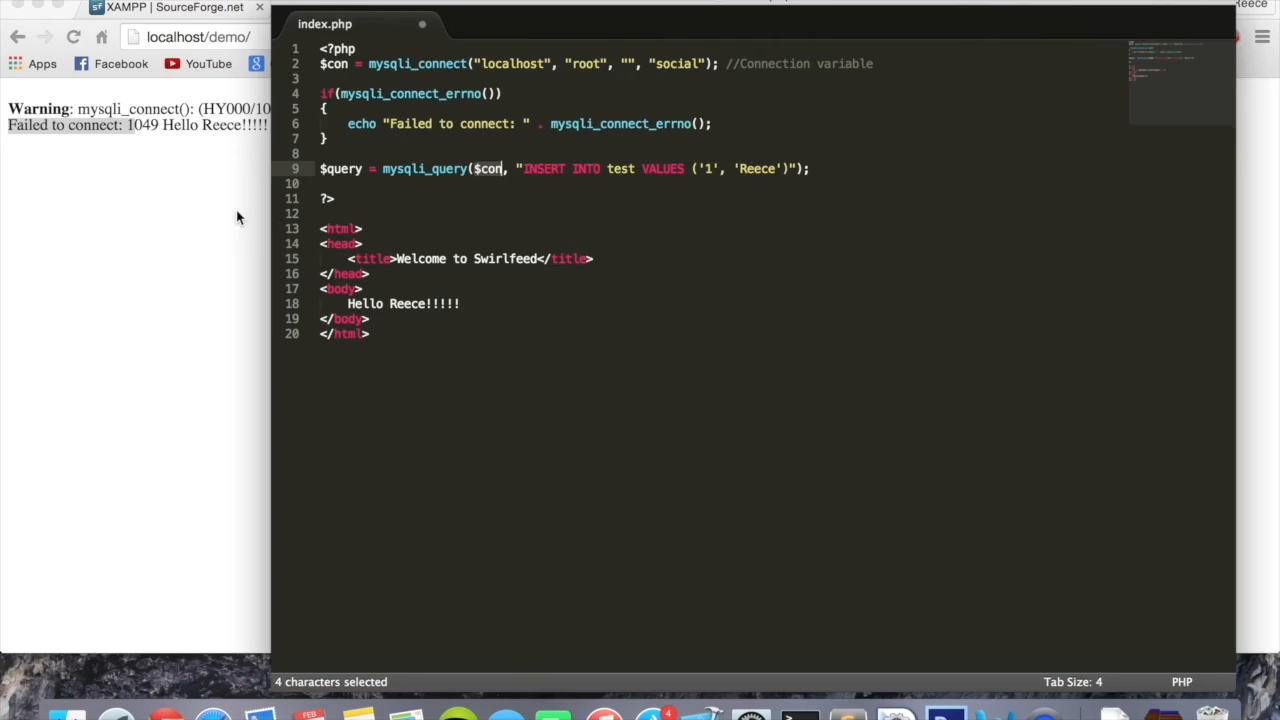 XAMPP | SourceForge.net
Reece
localhost/demo/
Apps Facebook YouTube
Warning: mysqli_connect(): (HY000/10
Failed to connect: 1049 Hello Reece!!!!!
index.php
1 <?php
2 $con = mysqli_connect("localhost", "root", "", "social"); //Connection variable
3
4 if(mysqli_connect_errno())
5 {
6 echo "Failed to connect: " . mysqli_connect_errno();
7 }
8
9 $query = mysqli_query($con, "INSERT INTO test VALUES ('1', 'Reece')");
10
11 ?>
12
13 <html>
14 <head>
15 <title>Welcome to Swirlfeed</title>
16 </head>
17 <body>
18 Hello Reece!!!!!
19 </body>
20 </html>
4 characters selected Tab Size: 4 PHP
FEB 4